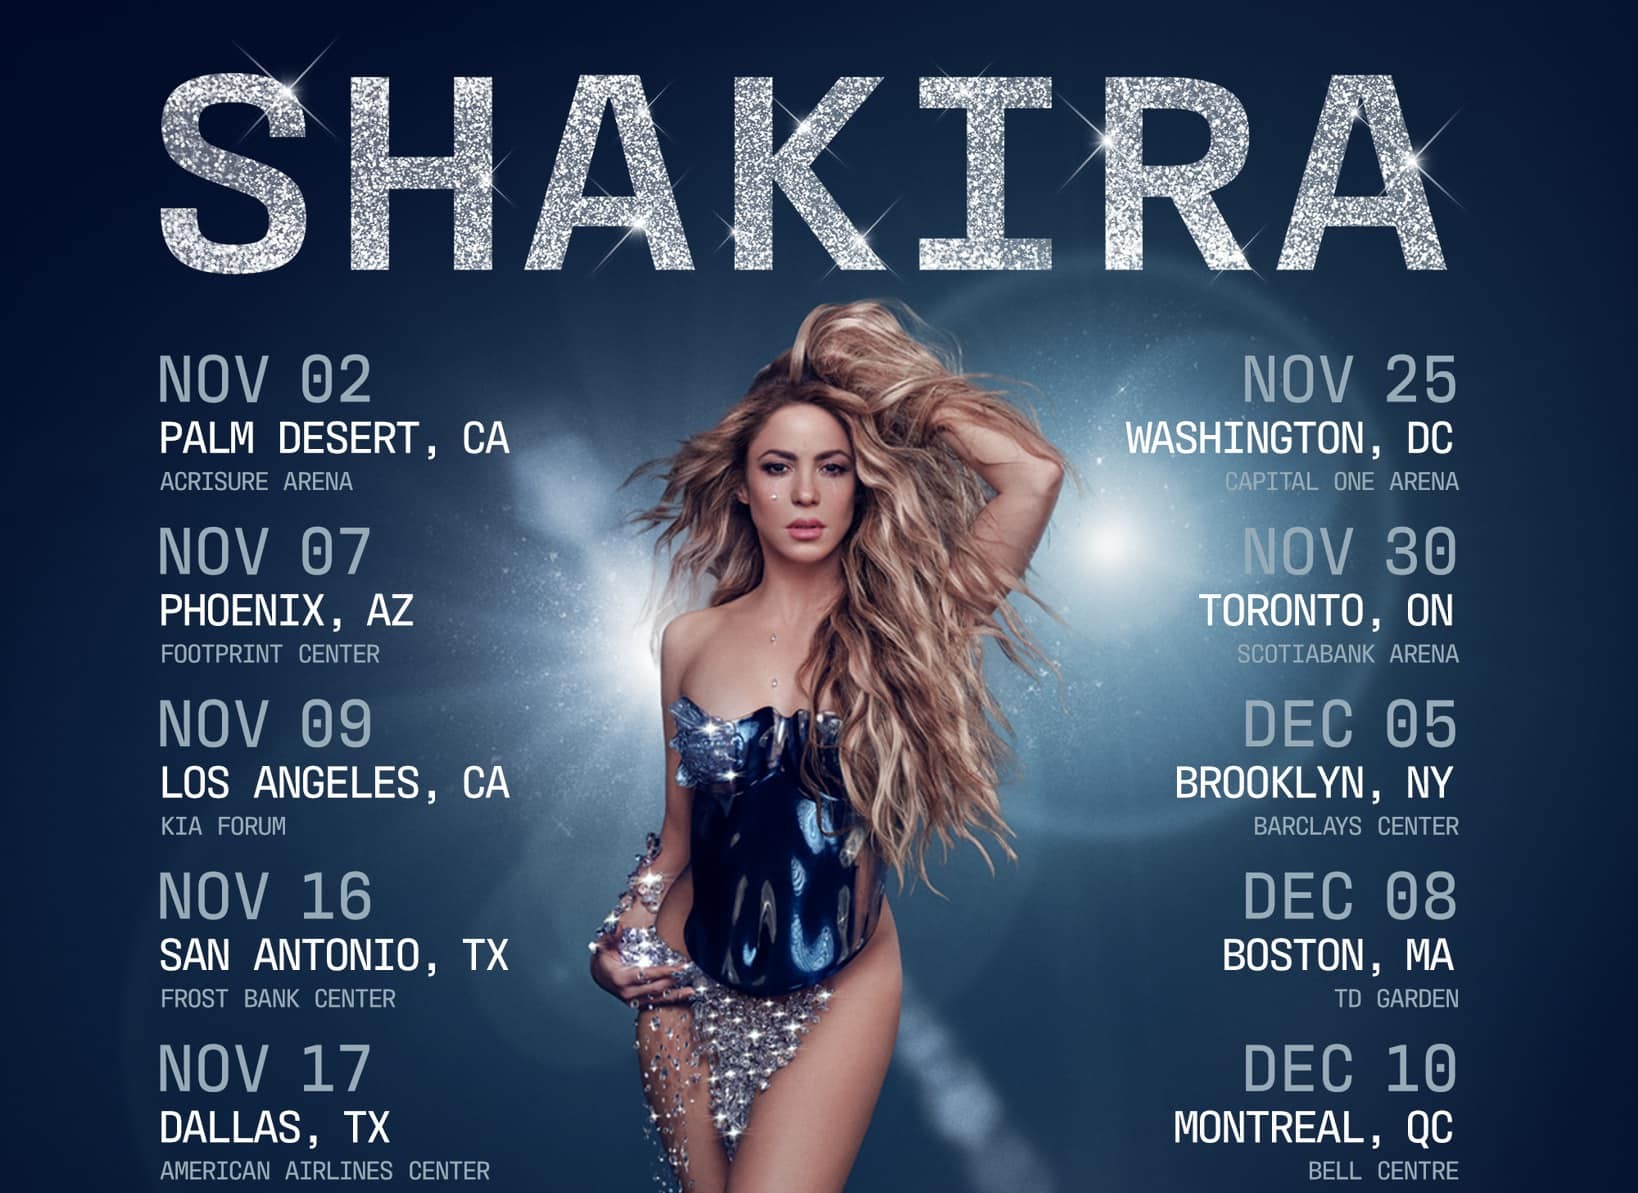 SHAKIRA
NOV 02
PALM DESERT, CA
ACRISURE ARENA
NOV 07
PHOENIX, AZ
FOOTPRINT CENTER
NOV 09
LOS ANGELES, CA
KIA FORUM
NOV 16
SAN ANTONIO, TX
FROST BANK CENTER
NOV 17
DALLAS, TX
AMERICAN AIRLINES CENTER
NOV 25
WASHINGTON, DC
CAPITAL ONE ARENA
NOV 30
TORONTO, ON
SCOTIABANK ARENA
DEC 05
BROOKLYN, NY
BARCLAYS CENTER
DEC 08
BOSTON, MA
TD GARDEN
DEC 10
MONTREAL, QC
BELL CENTRE